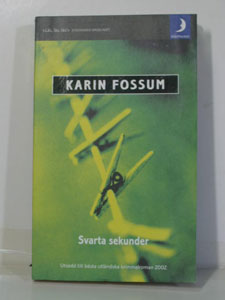 KARIN FOSSUM
Svarta sekunder
Utsedd till bästa utländska kriminalroman 2002